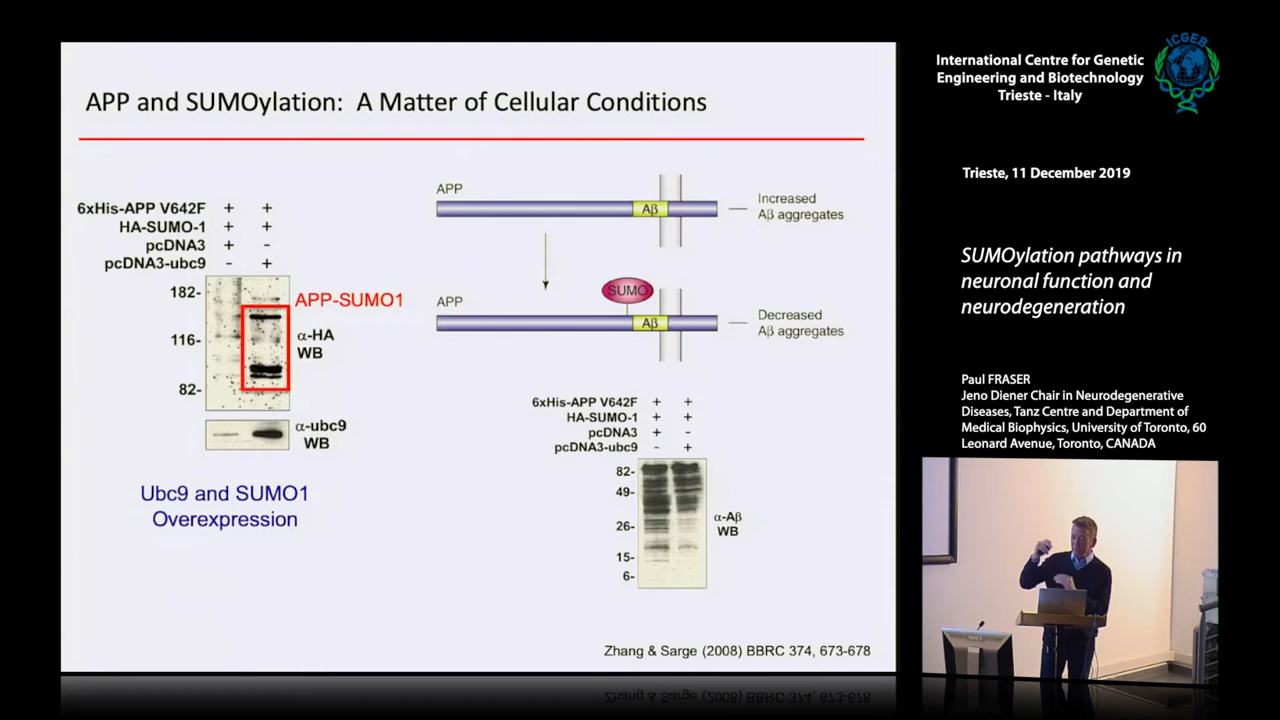 APP and SUMOylation: A Matter of Cellular Conditions
6xHis-APP V642F + +
HA-SUMO-1 + +
pcDNA3 + -
pcDNA3-ubc9 - +
182-
116-
82-
APP-SUMO1
α-HA
WB
α-ubc9
WB
Ubc9 and SUMO1
Overexpression
APP
Aβ
Increased
Aβ aggregates
SUMO
APP
Aβ
Decreased
Aβ aggregates
6xHis-APP V642F + +
HA-SUMO-1 + +
pcDNA3 + -
pcDNA3-ubc9 - +
82-
49-
26-
15-
6-
α-Aβ
WB
Zhang & Sarge (2008) BBRC 374, 673-678
International Centre for Genetic
Engineering and Biotechnology
Trieste - Italy
ICGEB
Trieste, 11 December 2019
SUMOylation pathways in
neuronal function and
neurodegeneration
Paul FRASER
Jeno Diener Chair in Neurodegenerative
Diseases, Tanz Centre and Department of
Medical Biophysics, University of Toronto, 60
Leonard Avenue, Toronto, CANADA